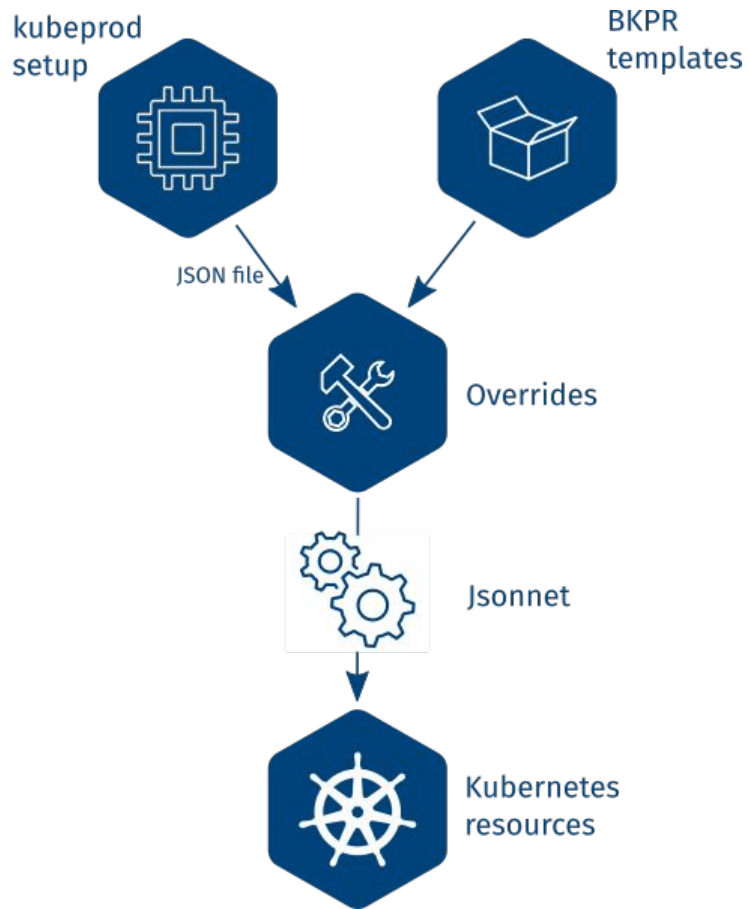 kubeprod
setup
BKPR
templates
JSON file
Overrides
Jsonnet
Kubernetes
resources